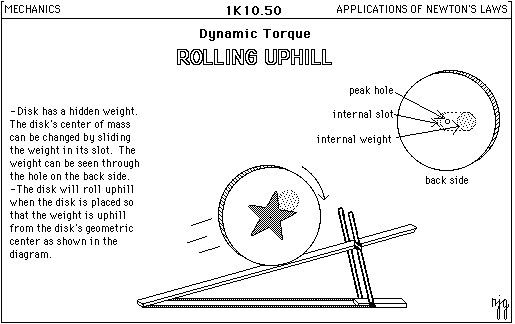 MECHANICS
1K10.50
APPLICATIONS OF NEWTON'S LAWS
Dynamic Torque
ROLLING UPHILL
peak hole
internal slot
internal weight
back side
-Disk has a hidden weight.
The disk's center of mass
can be changed by sliding
the weight in its slot. The
weight can be seen through
the hole on the back side.
-The disk will roll uphill
when the disk is placed so
that the weight is uphill
from the disk's geometric
center as shown in the
diagram.